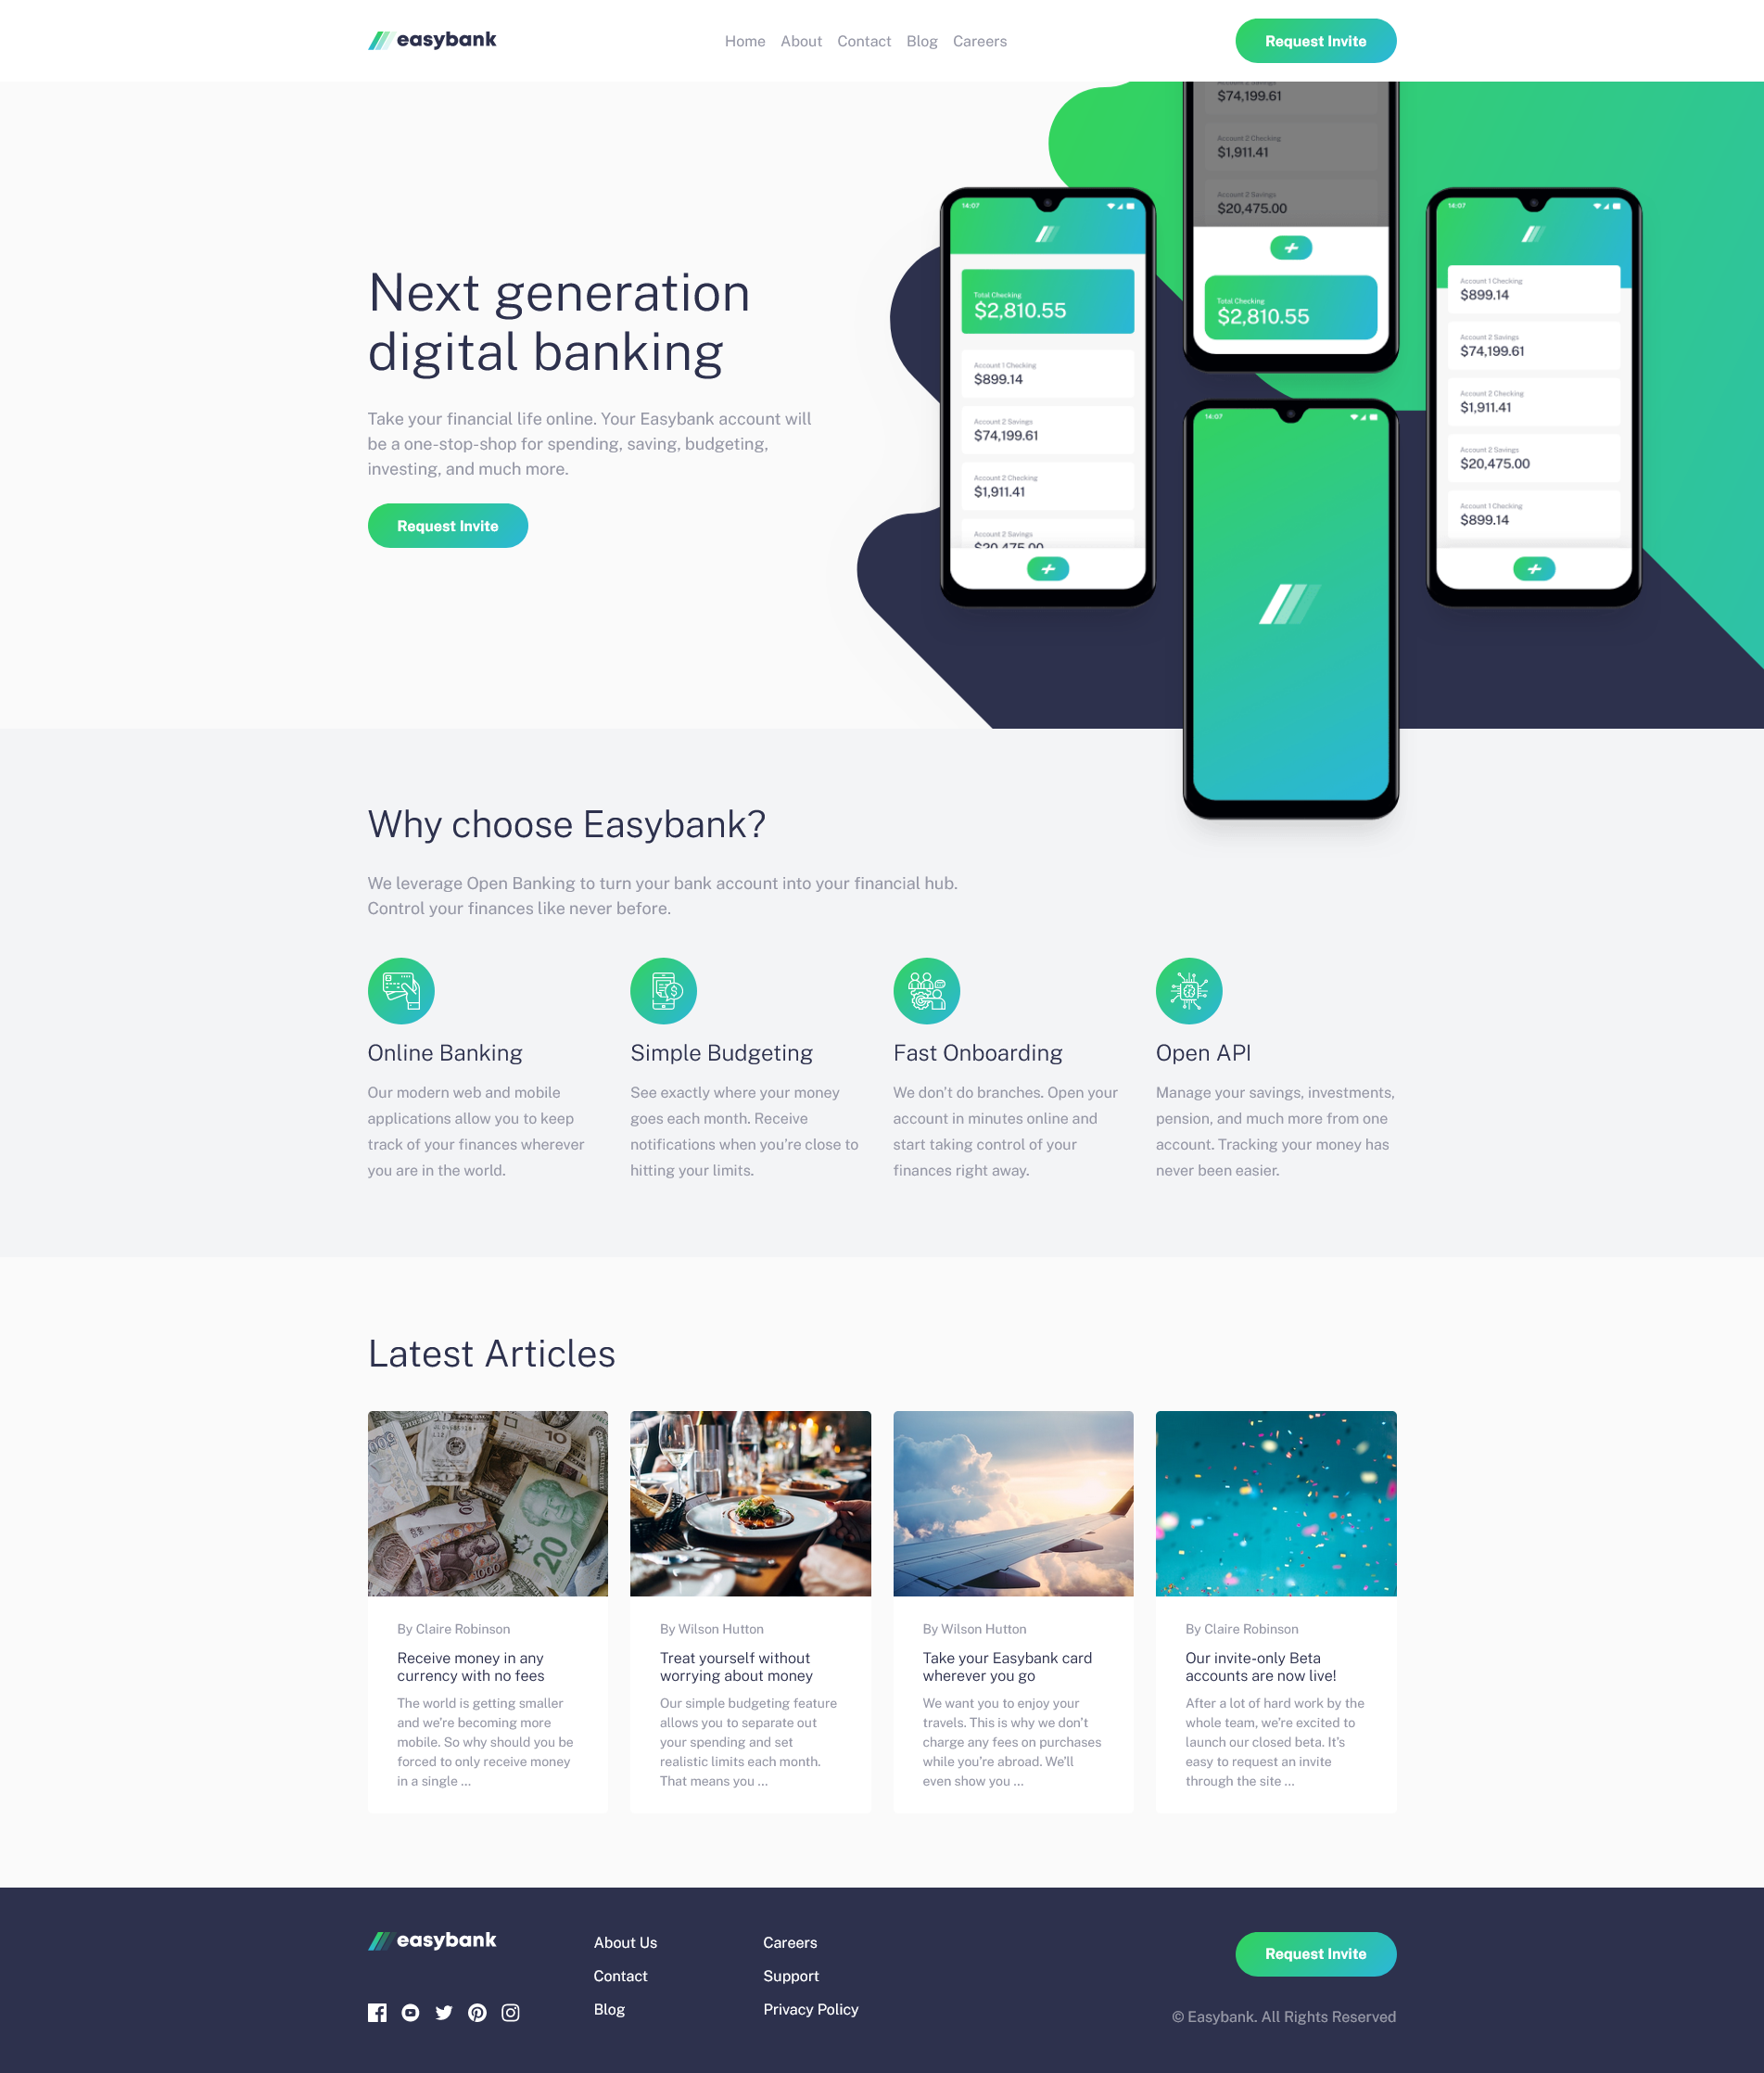 easybank
Home About Contact Blog Careers
Request Invite
Next generation
digital banking
Take your financial life online. Your Easybank account will
be a one-stop-shop for spending, saving, budgeting,
investing, and much more.
Request Invite
14:07
Total Checking
$2,810.55
Account 1 Checking
$899.14
Account 2 Savings
$74,199.61
Account 2 Checking
$1,911.41
Account 2 Savings
$20,475.00
$74,199.61
Account 2 Checking
$1,911.41
Account 2 Savings
$20,475.00
Total Checking
$2,810.55
14:07
14:07
Account 1 Checking
$899.14
Account 2 Savings
$74,199.61
Account 2 Checking
$1,911.41
Account 2 Savings
$20,475.00
Account 1 Checking
$899.14
Why choose Easybank?
We leverage Open Banking to turn your bank account into your financial hub.
Control your finances like never before.
Online Banking
Our modern web and mobile
applications allow you to keep
track of your finances wherever
you are in the world.
Simple Budgeting
See exactly where your money
goes each month. Receive
notifications when you're close to
hitting your limits.
Fast Onboarding
We don't do branches. Open your
account in minutes online and
start taking control of your
finances right away.
Open API
Manage your savings, investments,
pension, and much more from one
account. Tracking your money has
never been easier.
Latest Articles
By Claire Robinson
Receive money in any
currency with no fees
The world is getting smaller
and we're becoming more
mobile. So why should you be
forced to only receive money
in a single ...
By Wilson Hutton
Treat yourself without
worrying about money
Our simple budgeting feature
allows you to separate out
your spending and set
realistic limits each month.
That means you ...
By Wilson Hutton
Take your Easybank card
wherever you go
We want you to enjoy your
travels. This is why we don't
charge any fees on purchases
while you're abroad. We'll
even show you ...
By Claire Robinson
Our invite-only Beta
accounts are now live!
After a lot of hard work by the
whole team, we're excited to
launch our closed beta. It's
easy to request an invite
through the site ...
easybank
About Us
Contact
Blog
Careers
Support
Privacy Policy
Request Invite
© Easybank. All Rights Reserved